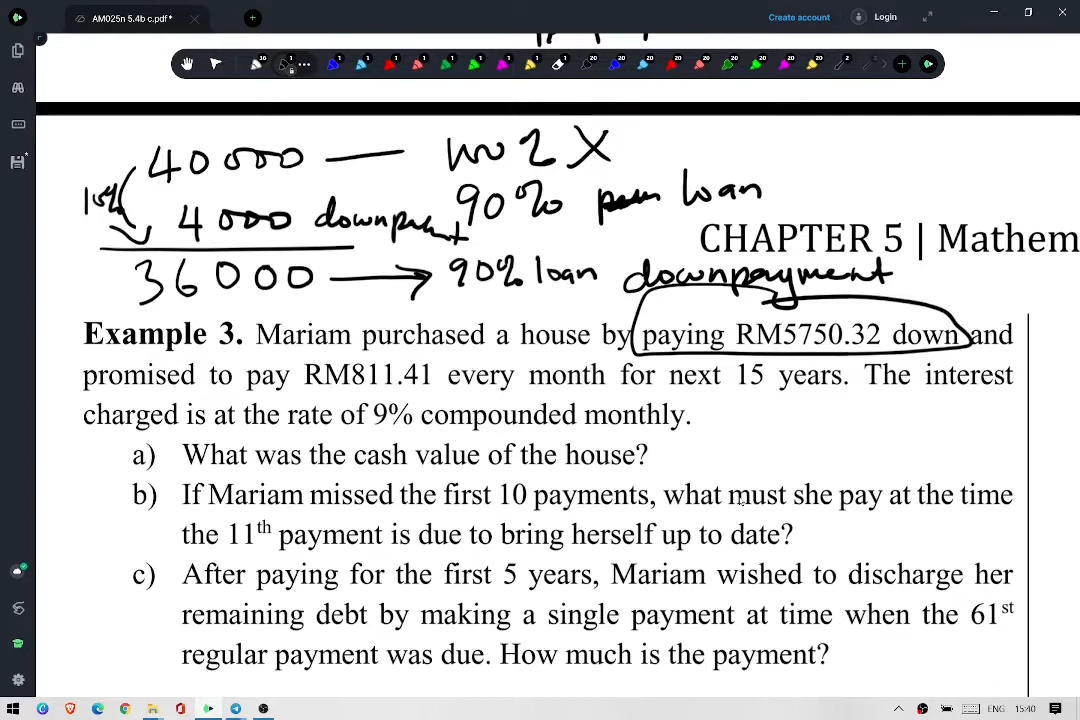 AM025n 5.4b c.pdf*
Create account
Login
40000 — X
10%
90% loan
4000 downpayment
CHAPTER 5 | Mathem
36000 → 90% loan downpayment
Example 3. Mariam purchased a house by paying RM5750.32 down and
promised to pay RM811.41 every month for next 15 years. The interest
charged is at the rate of 9% compounded monthly.
a) What was the cash value of the house?
b) If Mariam missed the first 10 payments, what must she pay at the time
the 11th payment is due to bring herself up to date?
c) After paying for the first 5 years, Mariam wished to discharge her
remaining debt by making a single payment at time when the 61st
regular payment was due. How much is the payment?
ENG 15:40